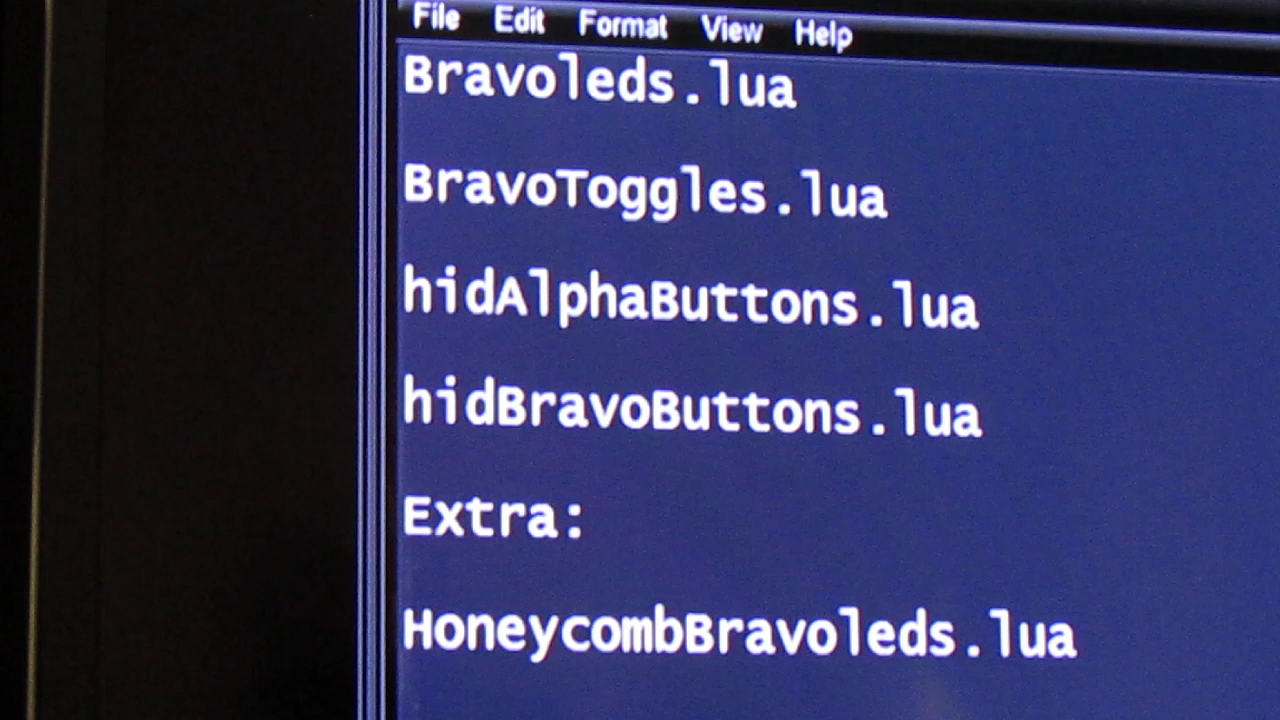 File Edit Format View Help
Bravoleds.lua
BravoToggles.lua
hidAlphaButtons.lua
hidBravoButtons.lua
Extra:
HoneycombBravoleds.lua